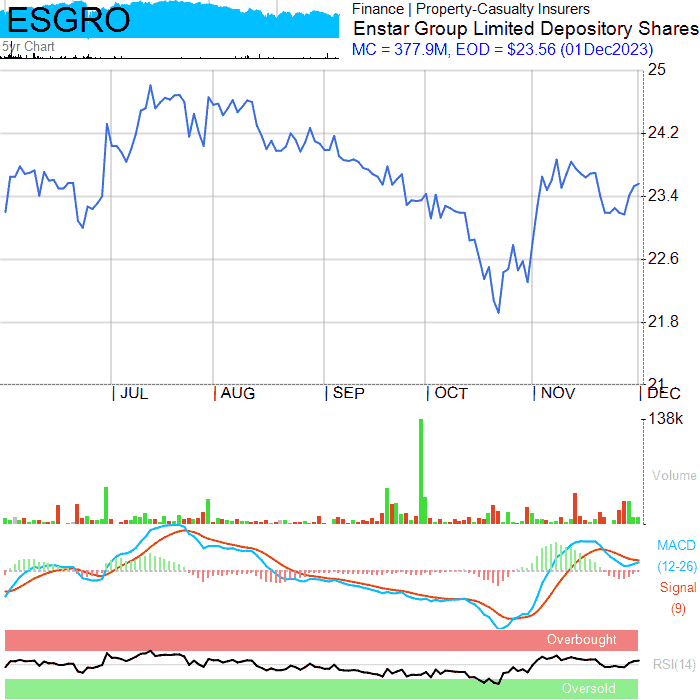 ESGRO
5yr Chart
Finance | Property-Casualty Insurers
Enstar Group Limited Depository Shares
MC = 377.9M, EOD = $23.56 (01Dec2023)
25
24.2
23.4
22.6
21.8
21
JUL AUG SEP OCT NOV DEC
138k
Volume
MACD
(12-26)
Signal
(9)
Overbought
RSI(14)
Oversold